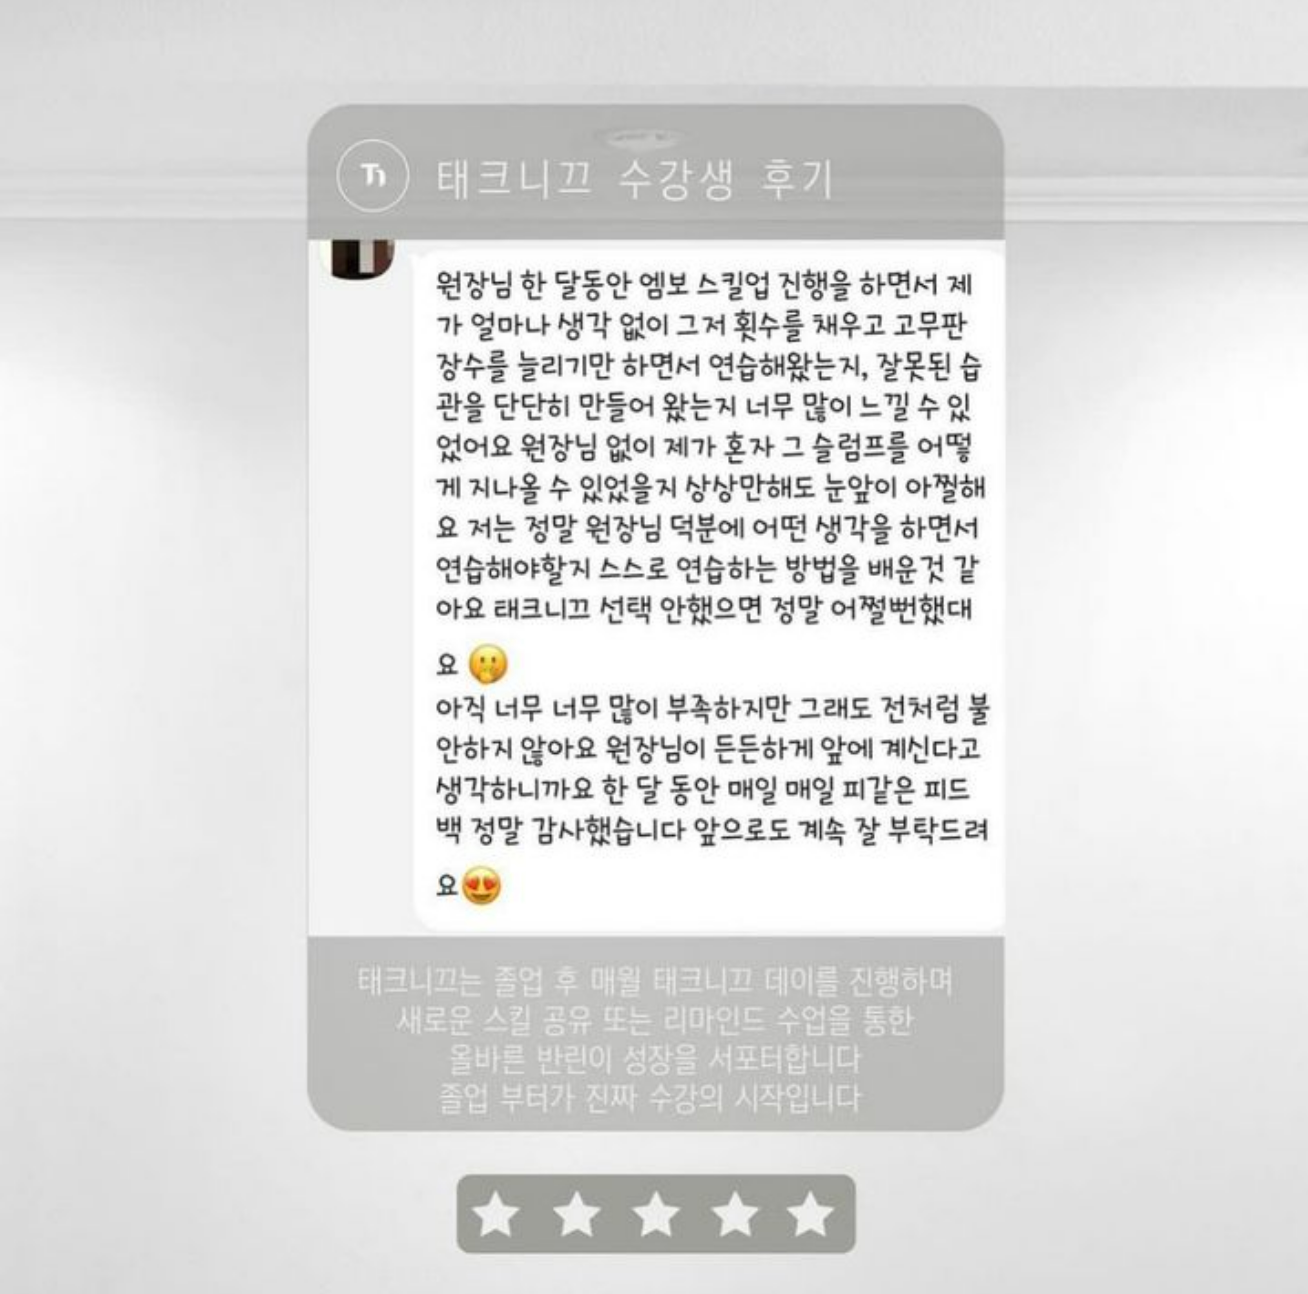 Tn 태크니끄 수강생 후기
원장님 한 달동안 엠보 스킬업 진행을 하면서 제
가 얼마나 생각 없이 그저 횟수를 채우고 고무판
장수를 늘리기만 하면서 연습해왔는지, 잘못된 습
관을 단단히 만들어 왔는지 너무 많이 느낄 수 있
었어요 원장님 없이 제가 혼자 그 슬럼프를 어떻
게 지나올 수 있었을지 상상만해도 눈앞이 아찔해
요 저는 정말 원장님 덕분에 어떤 생각을 하면서
연습해야할지 스스로 연습하는 방법을 배운것 같
아요 태크니끄 선택 안했으면 정말 어쩔뻔했대
요 🤫
아직 너무 너무 많이 부족하지만 그래도 전처럼 불
안하지 않아요 원장님이 든든하게 앞에 계신다고
생각하니까요 한 달 동안 매일 매일 피같은 피드
백 정말 감사했습니다 앞으로도 계속 잘 부탁드려
요😍
태크니끄는 졸업 후 매월 태크니끄 데이를 진행하며
새로운 스킬 공유 또는 리마인드 수업을 통한
올바른 반린이 성장을 서포터합니다
졸업 부터가 진짜 수강의 시작입니다